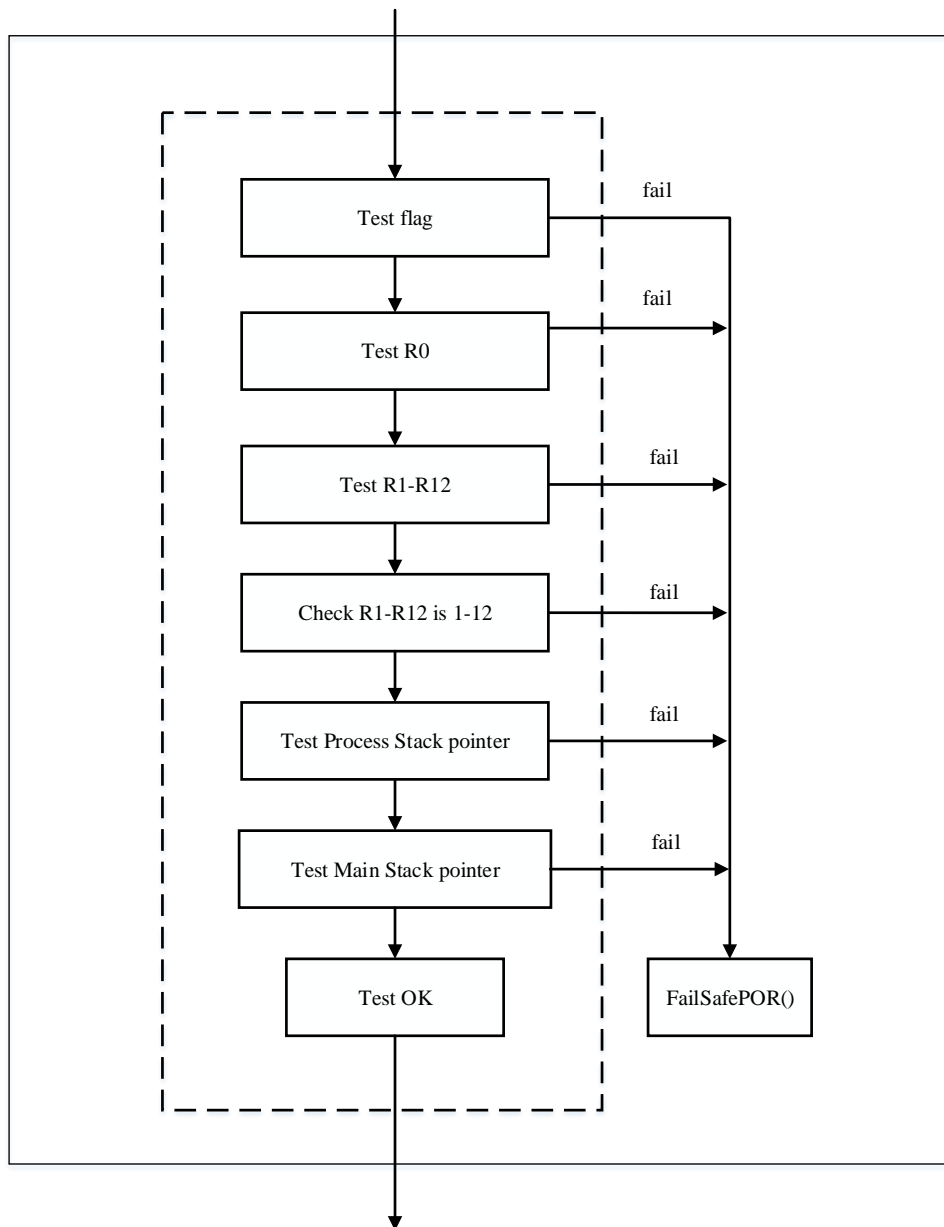 fail
Test flag
fail
Test R0
fail
Test R1-R12
fail
Check R1-R12 is 1-12
fail
Test Process Stack pointer
fail
Test Main Stack pointer
Test OK
FailSafePOR()